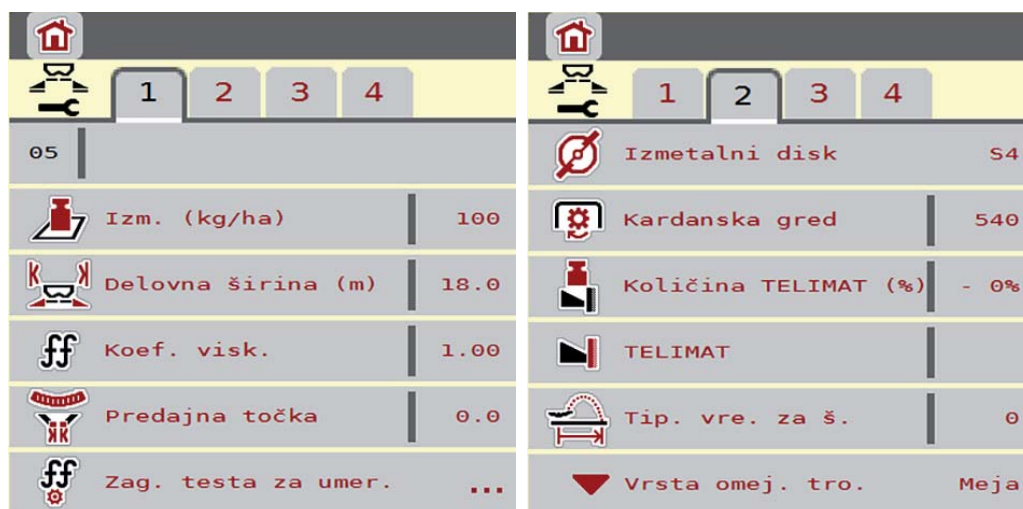 1 2 3 4
05
Izm. (kg/ha) 100
Delovna širina (m) 18.0
Koef. visk. 1.00
Predajna točka 0.0
Zag. testa za umer. ...
1 2 3 4
Izmetalni disk S4
Kardanska gred 540
Količina TELIMAT (%) - 0%
TELIMAT
Tip. vre. za š. 0
Vrsta omej. tro. Meja